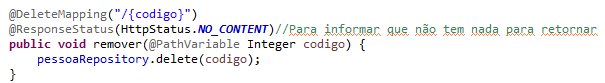 @DeleteMapping("/{codigo}")
@ResponseStatus(HttpStatus.NO_CONTENT)//Para informar que não tem nada para retornar
public void remover(@PathVariable Integer codigo) {
    pessoaRepository.delete(codigo);
}